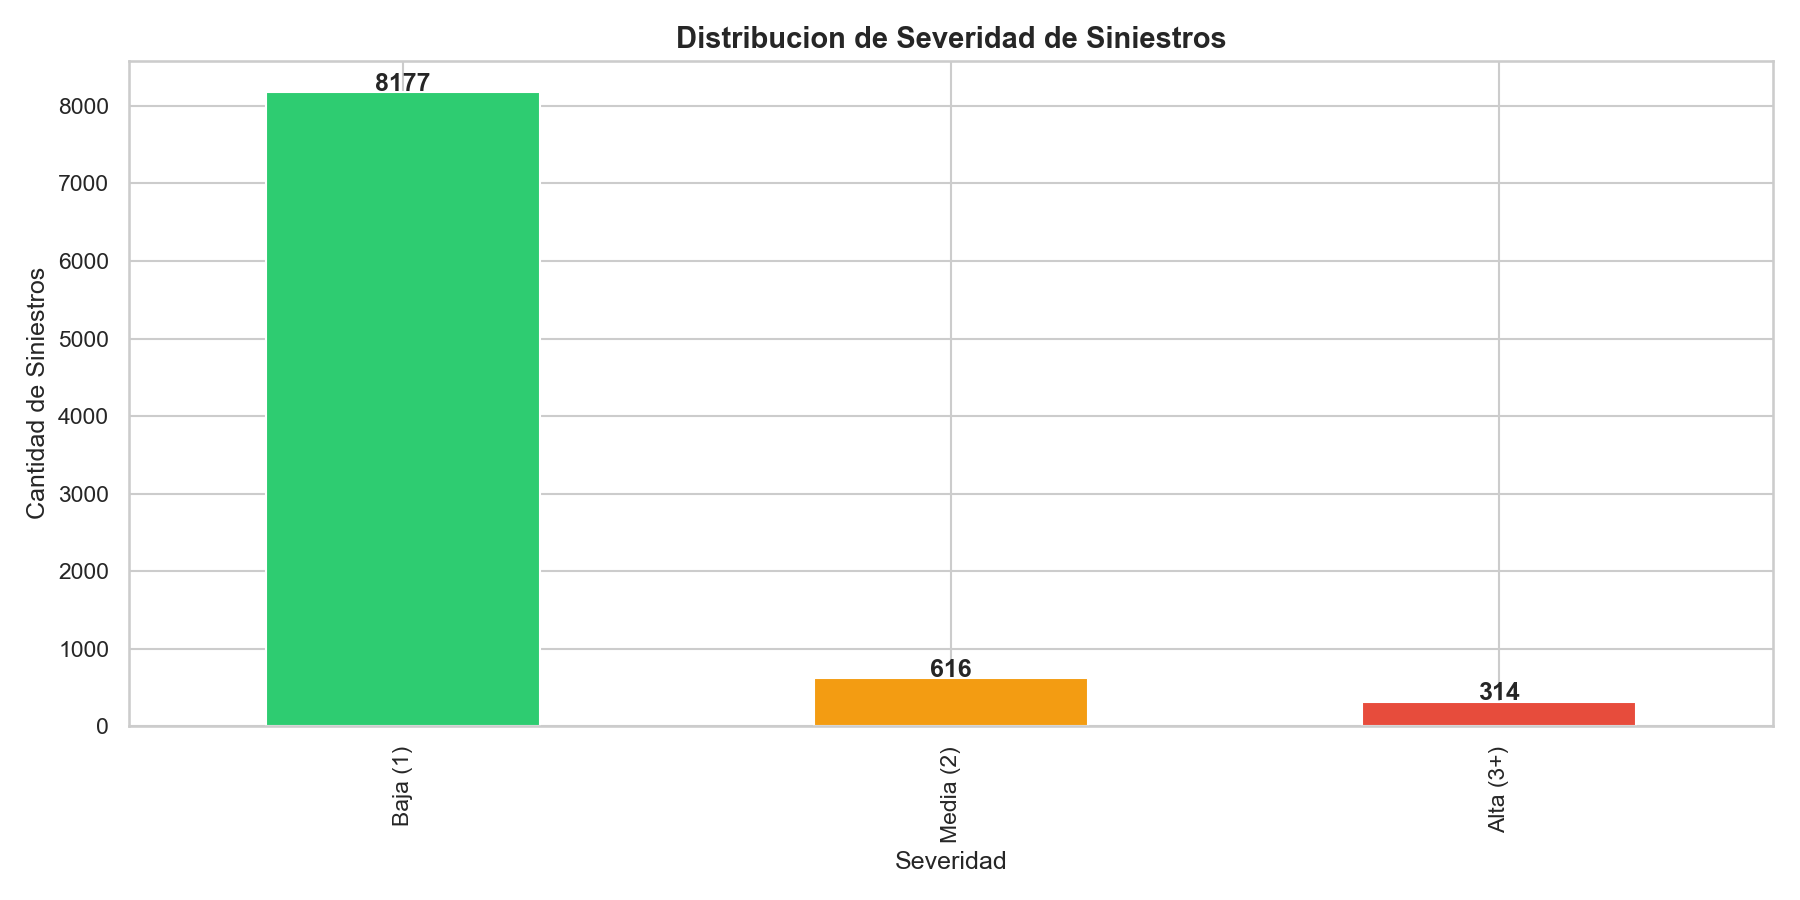 Distribucion de Severidad de Siniestros
Cantidad de Siniestros
8000
7000
6000
5000
4000
3000
2000
1000
0
8177
616
314
Baja (1)
Media (2)
Alta (3+)
Severidad